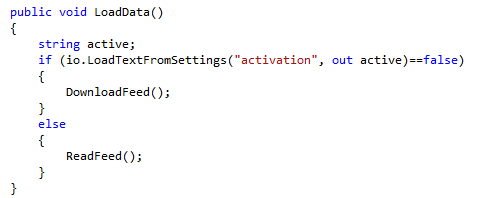 public void LoadData()
{
    string active;
    if (io.LoadTextFromSettings("activation", out active)==false)
    {
        DownloadFeed();
    }
    else
    {
        ReadFeed();
    }
}